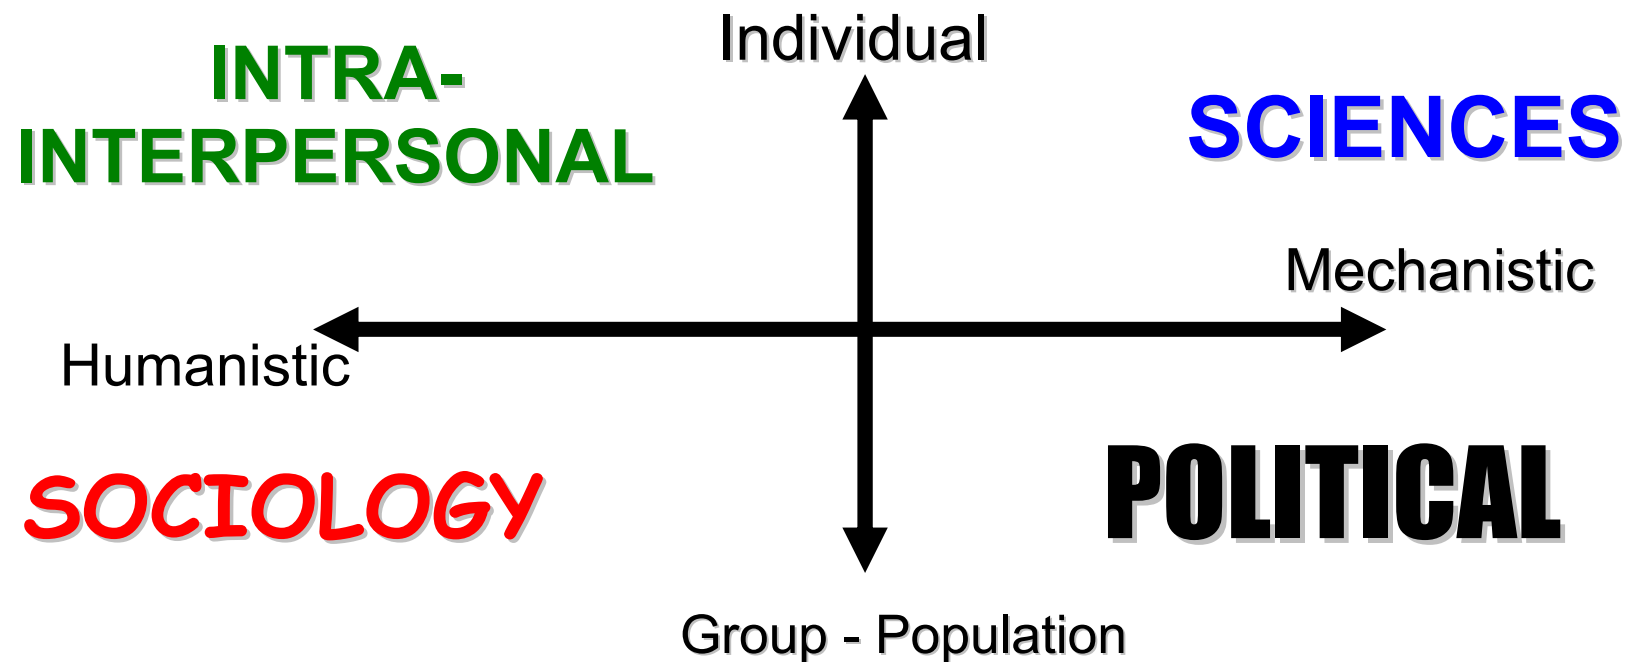 Individual
INTRA-
INTERPERSONAL
SCIENCES
Mechanistic
Humanistic
SOCIOLOGY
POLITICAL
Group - Population